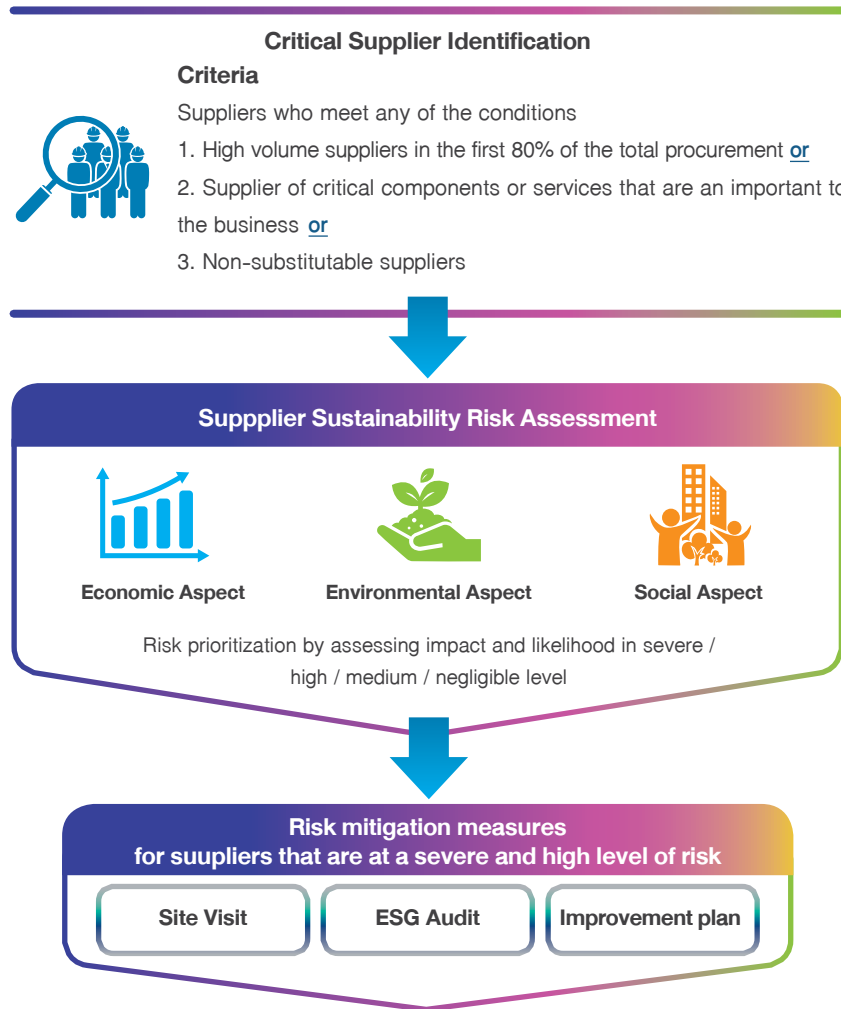 Critical Supplier Identification
Criteria
Suppliers who meet any of the conditions
1. High volume suppliers in the first 80% of the total procurement or
2. Supplier of critical components or services that are an important to
the business or
3. Non-substitutable suppliers
Suppplier Sustainability Risk Assessment
Economic Aspect
Environmental Aspect
Social Aspect
Risk prioritization by assessing impact and likelihood in severe /
high / medium / negligible level
Risk mitigation measures
for suupliers that are at a severe and high level of risk
Site Visit
ESG Audit
Improvement plan